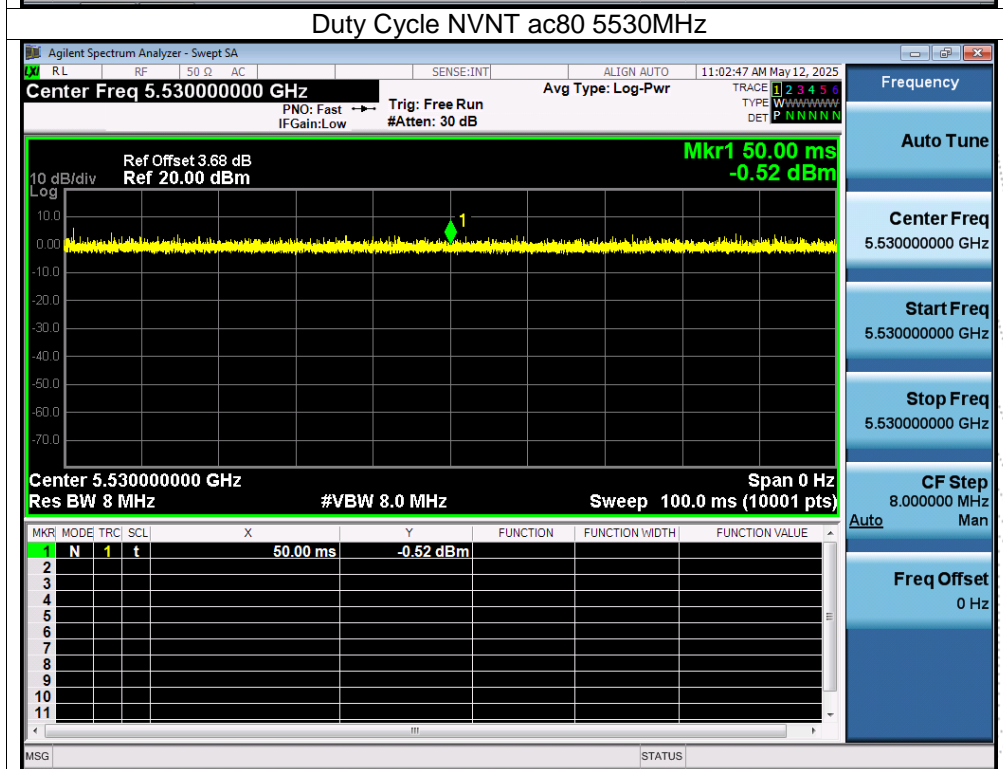 Duty Cycle NVNT ac80 5530MHz
Agilent Spectrum Analyzer - Swept SA
LXI RL RF 50 Ω AC SENSE:INT ALIGN AUTO 11:02:47 AM May 12, 2025
Center Freq 5.530000000 GHz
PNO: Fast
IFGain:Low
Trig: Free Run
#Atten: 30 dB
Avg Type: Log-Pwr
TRACE 1 2 3 4 5 6
TYPE WWWWWW
DET P N N N N N
Ref Offset 3.68 dB
10 dB/div Ref 20.00 dBm
Log
Mkr1 50.00 ms
-0.52 dBm
10.0
0.00
-10.0
-20.0
-30.0
-40.0
-50.0
-60.0
-70.0
1
Center 5.530000000 GHz Span 0 Hz
Res BW 8 MHz #VBW 8.0 MHz Sweep 100.0 ms (10001 pts)
MKR MODE TRC SCL X Y FUNCTION FUNCTION WIDTH FUNCTION VALUE
1 N 1 t 50.00 ms -0.52 dBm
2
3
4
5
6
7
8
9
10
11
MSG STATUS
Frequency
Auto Tune
Center Freq
5.530000000 GHz
Start Freq
5.530000000 GHz
Stop Freq
5.530000000 GHz
CF Step
8.000000 MHz
Auto Man
Freq Offset
0 Hz